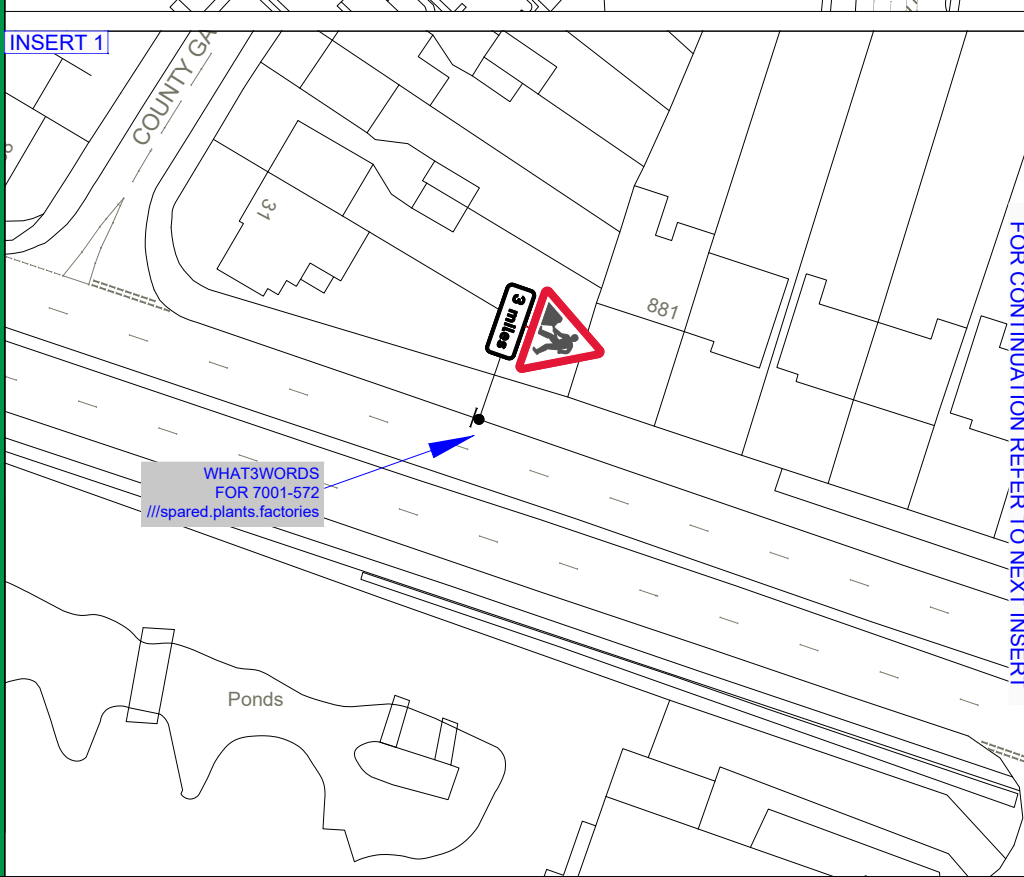 INSERT 1
COUNTY GA
31
3 miles
881
WHAT3WORDS
FOR 7001-572
///spared.plants.factories
Ponds
FOR CONTINUATION REFER TO NEXT INSERT